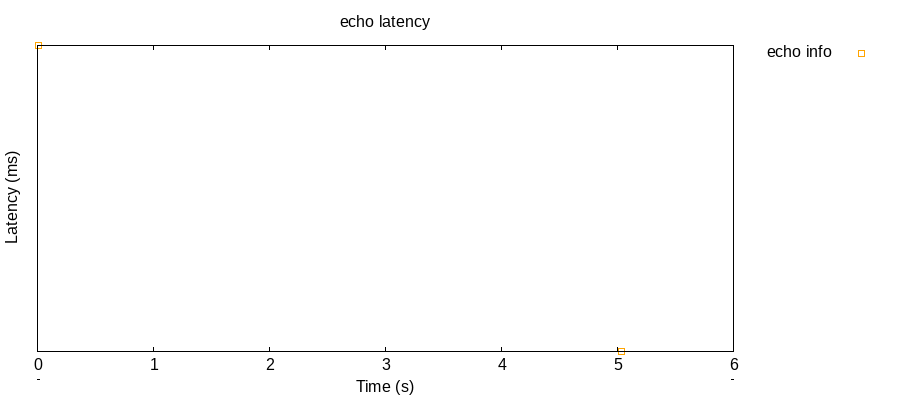 echo latency
echo info
Latency (ms)
0 1 2 3 4 5 6
- -
Time (s)